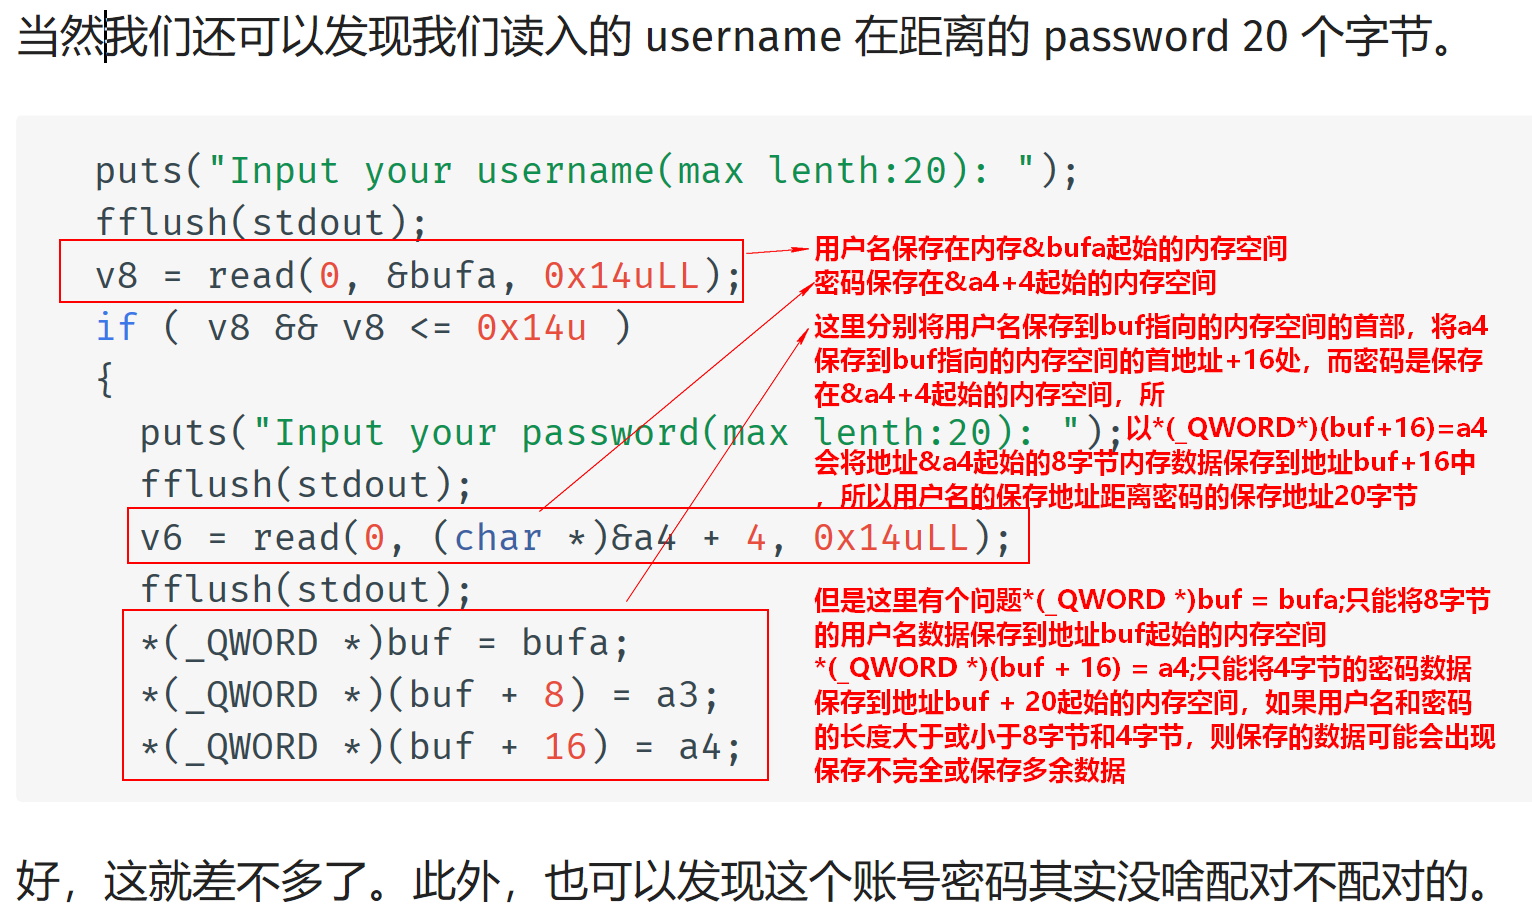 当然我们还可以发现我们读入的 username 在距离的 password 20 个字节。
puts("Input your username(max lenth:20): ");
fflush(stdout);
v8 = read(0, &bufa, 0x14uLL);
if ( v8 && v8 <= 0x14u )
{
puts("Input your password(max lenth:20): ");
fflush(stdout);
v6 = read(0, (char *)&a4 + 4, 0x14uLL);
fflush(stdout);
*(_QWORD *)buf = bufa;
*(_QWORD *)(buf + 8) = a3;
*(_QWORD *)(buf + 16) = a4;
用户名保存在内存&bufa起始的内存空间
密码保存在&a4+4起始的内存空间
这里分别将用户名保存到buf指向的内存空间的首部，将a4
保存到buf指向的内存空间的首地址+16处，而密码是保存
在&a4+4起始的内存空间，所
以*(_QWORD*)(buf+16)=a4
会将地址&a4起始的8字节内存数据保存到地址buf+16中
，所以用户名的保存地址距离密码的保存地址20字节
但是这里有个问题*(_QWORD *)buf = bufa;只能将8字节
的用户名数据保存到地址buf起始的内存空间
*(_QWORD *)(buf + 16) = a4;只能将4字节的密码数据
保存到地址buf + 20起始的内存空间，如果用户名和密码
的长度大于或小于8字节和4字节，则保存的数据可能会出现
保存不完全或保存多余数据
好，这就差不多了。此外，也可以发现这个账号密码其实没啥配对不配对的。